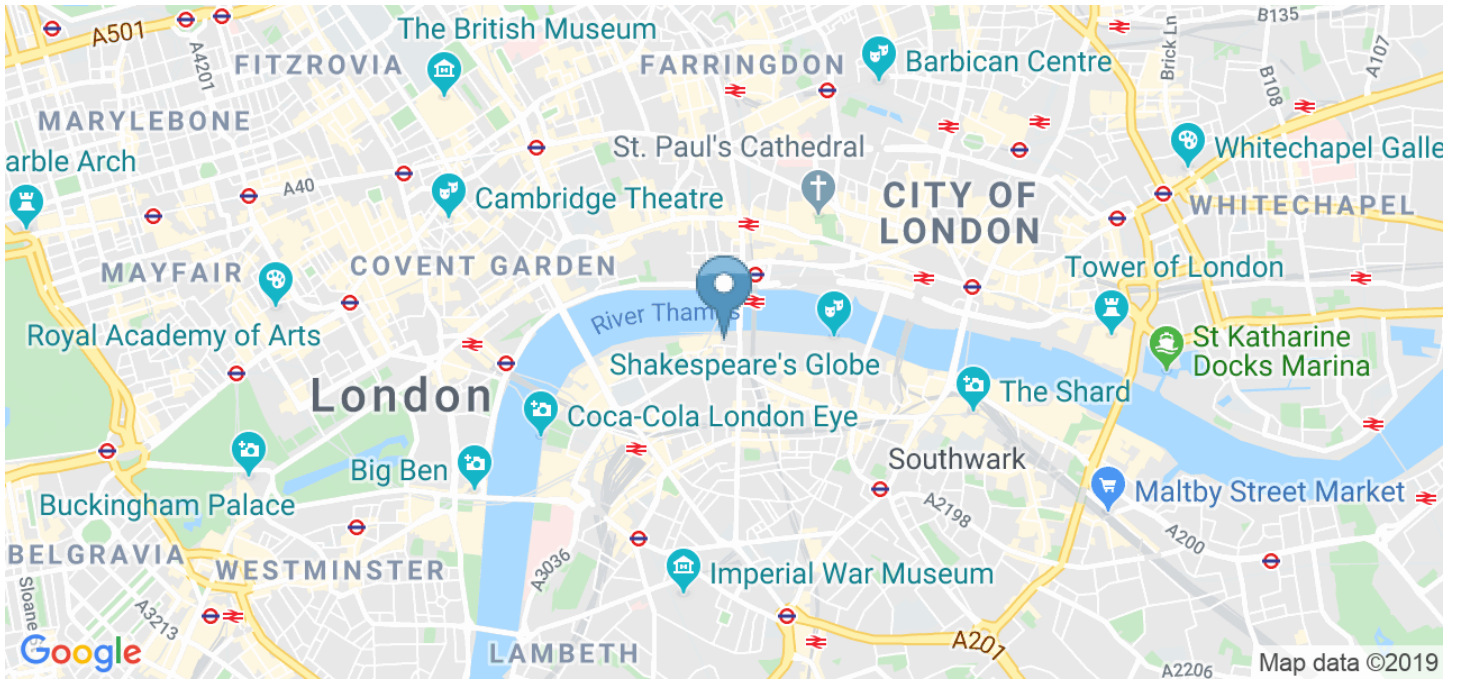 A501
A4201
The British Museum
FITZROVIA
FARRINGDON
Barbican Centre
B135
Brick Ln
B108
A107
MARYLEBONE
arble Arch
A40
St. Paul's Cathedral
Cambridge Theatre
Whitechapel Galle
CITY OF
LONDON
WHITECHAPEL
MAYFAIR
COVENT GARDEN
Tower of London
Royal Academy of Arts
River Thames
Shakespeare's Globe
St Katharine
Docks Marina
London
The Shard
Coca-Cola London Eye
Big Ben
Southwark
Buckingham Palace
Maltby Street Market
A2198
A200
BELGRAVIA
WESTMINSTER
A3036
Imperial War Museum
Sloane
A3213
LAMBETH
A201
A2206
Google
Map data ©2019